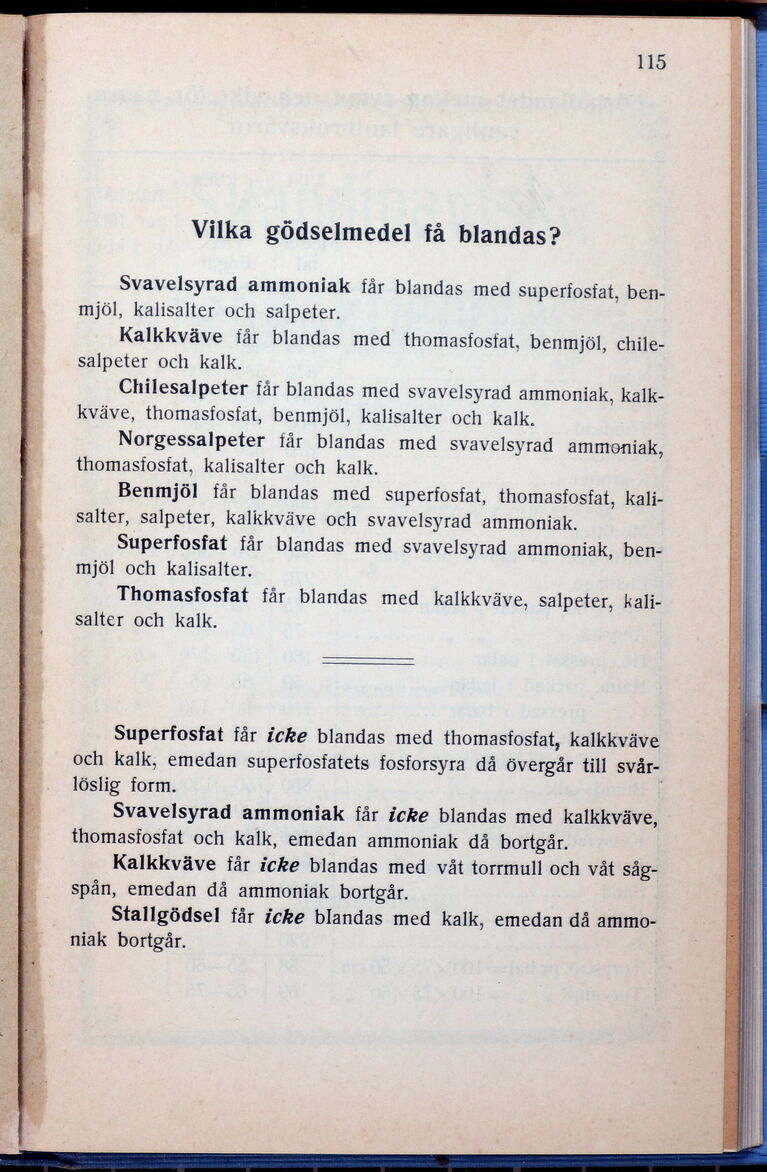 115
Vilka gödselmedel få blandas?
Svavelsyrad ammoniak får blandas med superfosfat, ben-
mjöl, kalisalter och salpeter.
Kalkkväve får blandas med thomasfosfat, benmjöl, chile-
salpeter och kalk.
Chilesalpeter får blandas med svavelsyrad ammoniak, kalk-
kväve, thomasfosfat, benmjöl, kalisalter och kalk.
Norgessalpeter får blandas med svavelsyrad ammoniak,
thomasfosfat, kalisalter och kalk.
Benmjöl får blandas med superfosfat, thomasfosfat, kali-
salter, salpeter, kalkkväve och svavelsyrad ammoniak.
Superfosfat får blandas med svavelsyrad ammoniak, ben-
mjöl och kalisalter.
Thomasfosfat får blandas med kalkkväve, salpeter, kali-
salter och kalk.
Superfosfat får icke blandas med thomasfosfat, kalkkväve
och kalk, emedan superfosfatets fosforsyra då övergår till svår-
löslig form.
Svavelsyrad ammoniak får icke blandas med kalkkväve,
thomasfosfat och kalk, emedan ammoniak då bortgår.
Kalkkväve får icke blandas med våt torrmull och våt såg-
spån, emedan då ammoniak bortgår.
Stallgödsel får icke blandas med kalk, emedan då ammo-
niak bortgår.